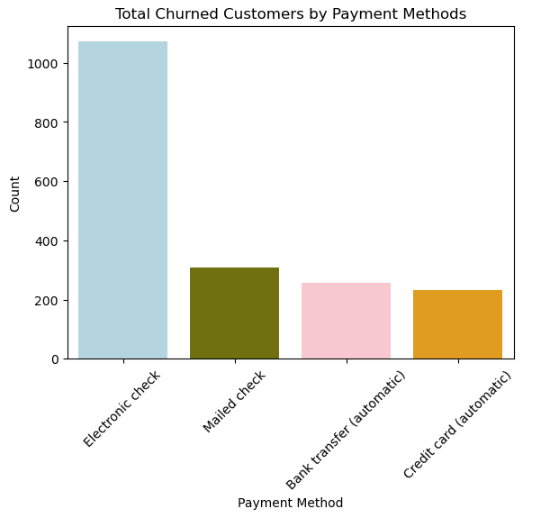 Total Churned Customers by Payment Methods
1000
800
600
400
200
0
Count
Electronic check
Mailed check
Bank transfer (automatic)
Credit card (automatic)
Payment Method